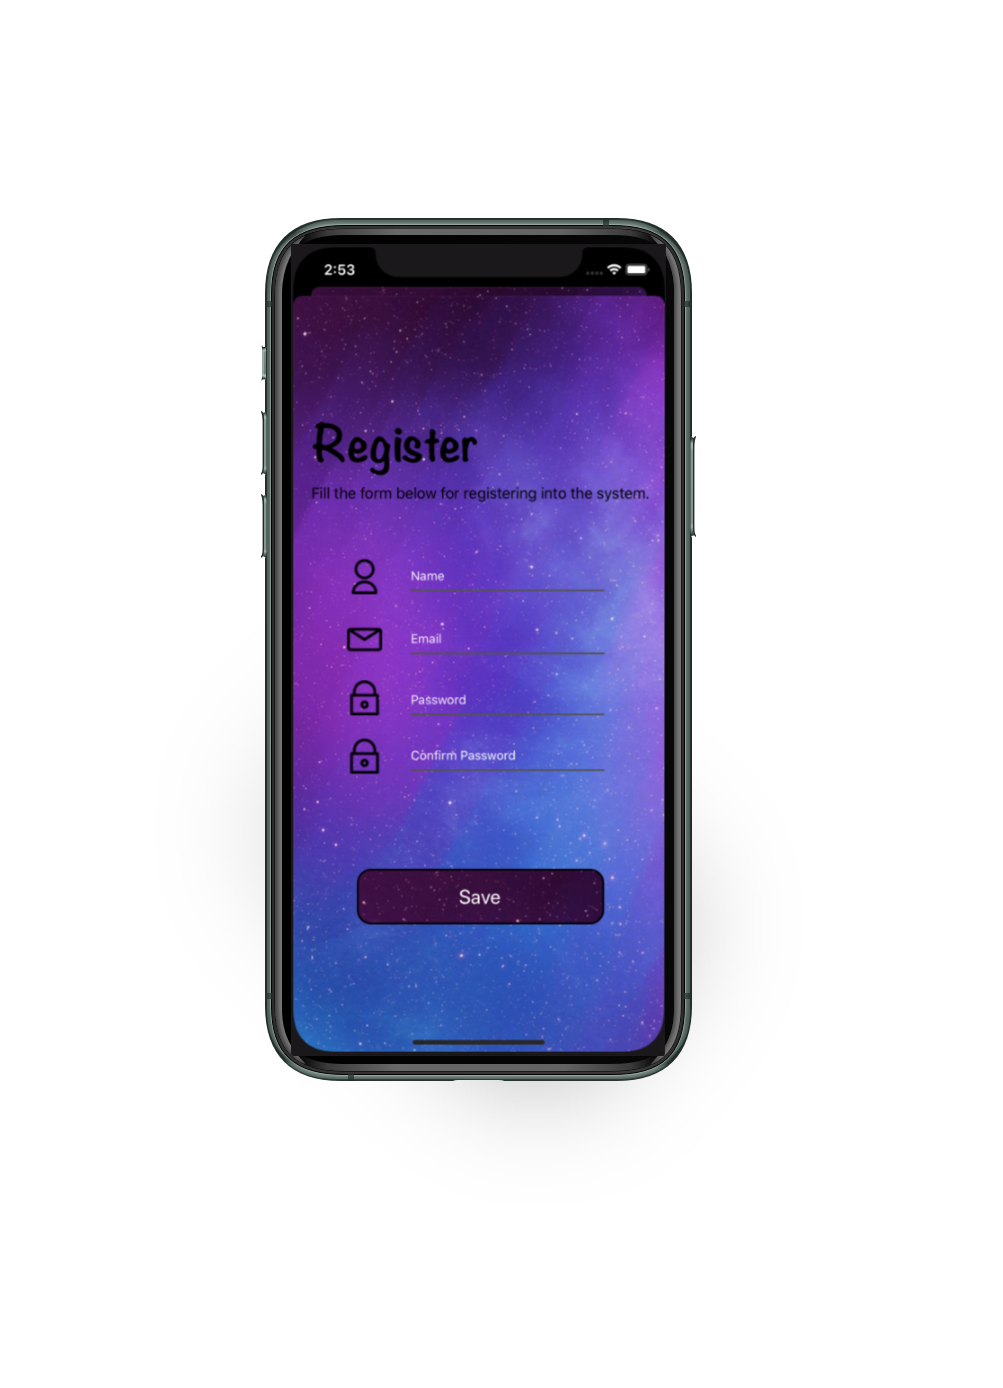 2:53
Register
Fill the form below for registering into the system.
Name
Email
Password
Confirm Password
Save